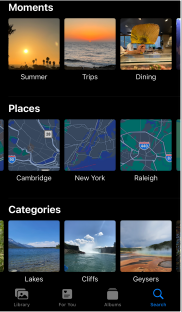 Moments
Summer
Trips
Dining
Places
Cambridge
New York
Raleigh
Categories
Lakes
Cliffs
Geysers
Library
For You
Albums
Search